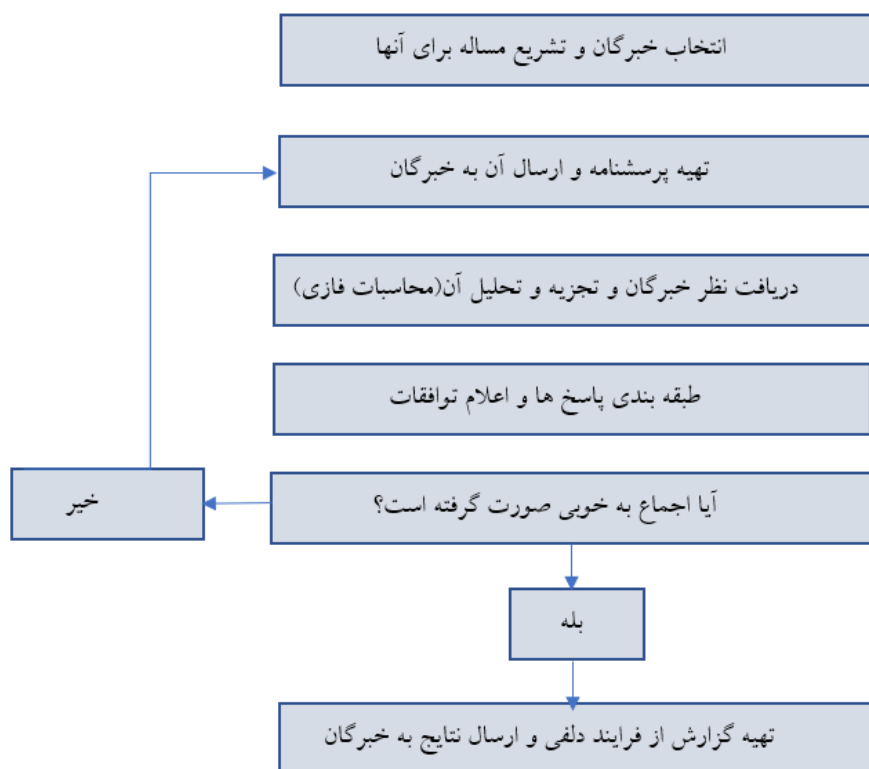 انتخاب خبرگان و تشریع مساله برای آنها
تهیه پرسشنامه و ارسال آن به خبرگان
دریافت نظر خبرگان و تجزیه و تحلیل آن(محاسبات فازی)
طبقه بندی پاسخ ها و اعلام توافقات
آیا اجماع به خوبی صورت گرفته است؟
خیر
بله
تهیه گزارش از فرایند دلفی و ارسال نتایج به خبرگان